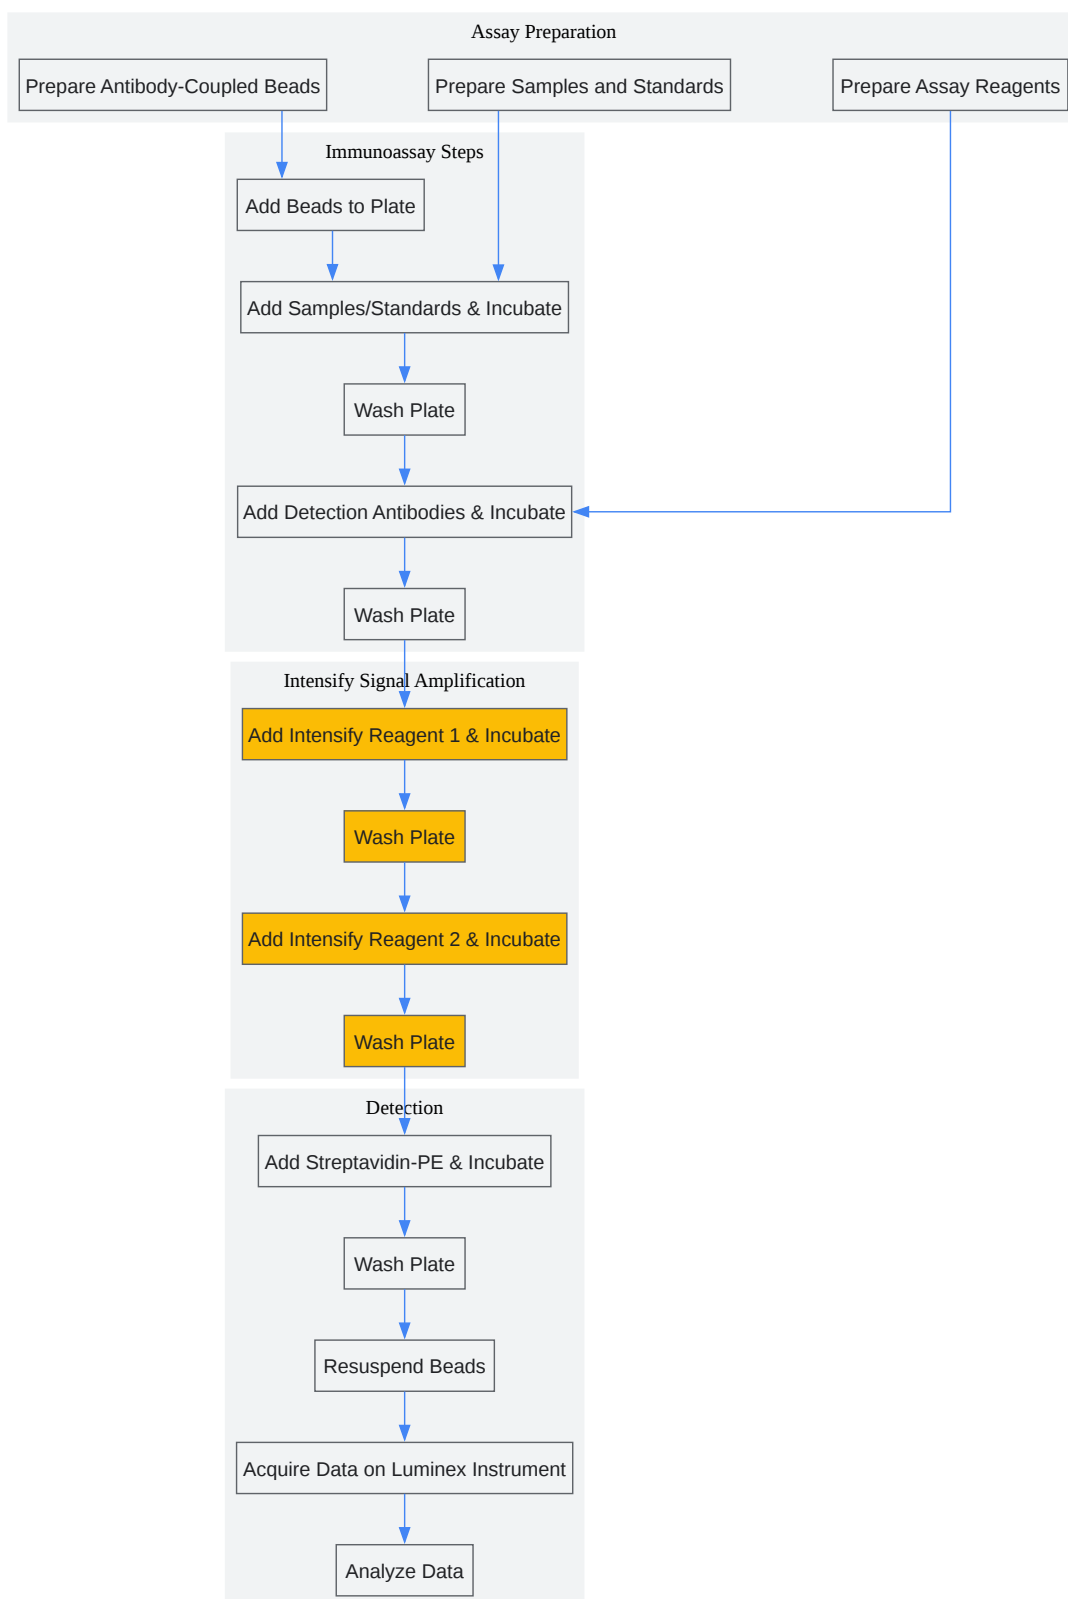 Assay Preparation
Prepare Antibody-Coupled Beads
Prepare Samples and Standards
Prepare Assay Reagents
Immunoassay Steps
Add Beads to Plate
Add Samples/Standards & Incubate
Wash Plate
Add Detection Antibodies & Incubate
Wash Plate
Intensify Signal Amplification
Add Intensify Reagent 1 & Incubate
Wash Plate
Add Intensify Reagent 2 & Incubate
Wash Plate
Detection
Add Streptavidin-PE & Incubate
Wash Plate
Resuspend Beads
Acquire Data on Luminex Instrument
Analyze Data